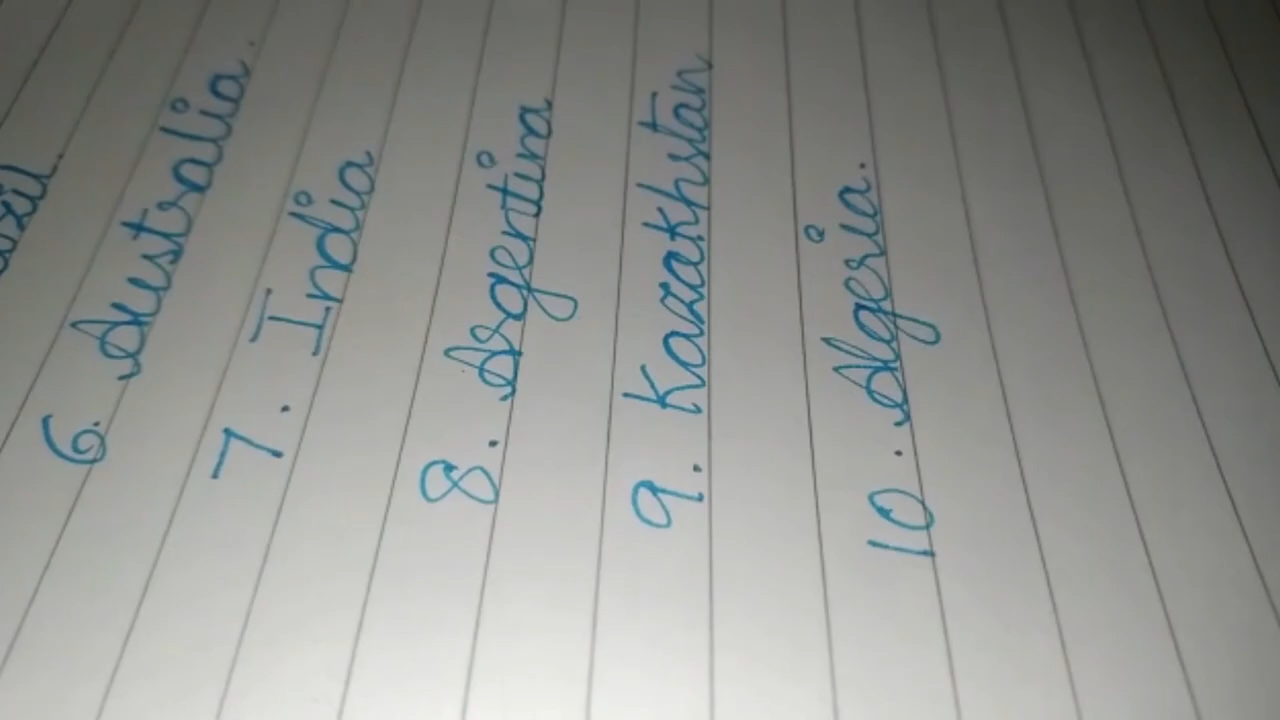 6. Australia.
7. India
8. Argentina
9. Kazakhstan
10. Algeria.